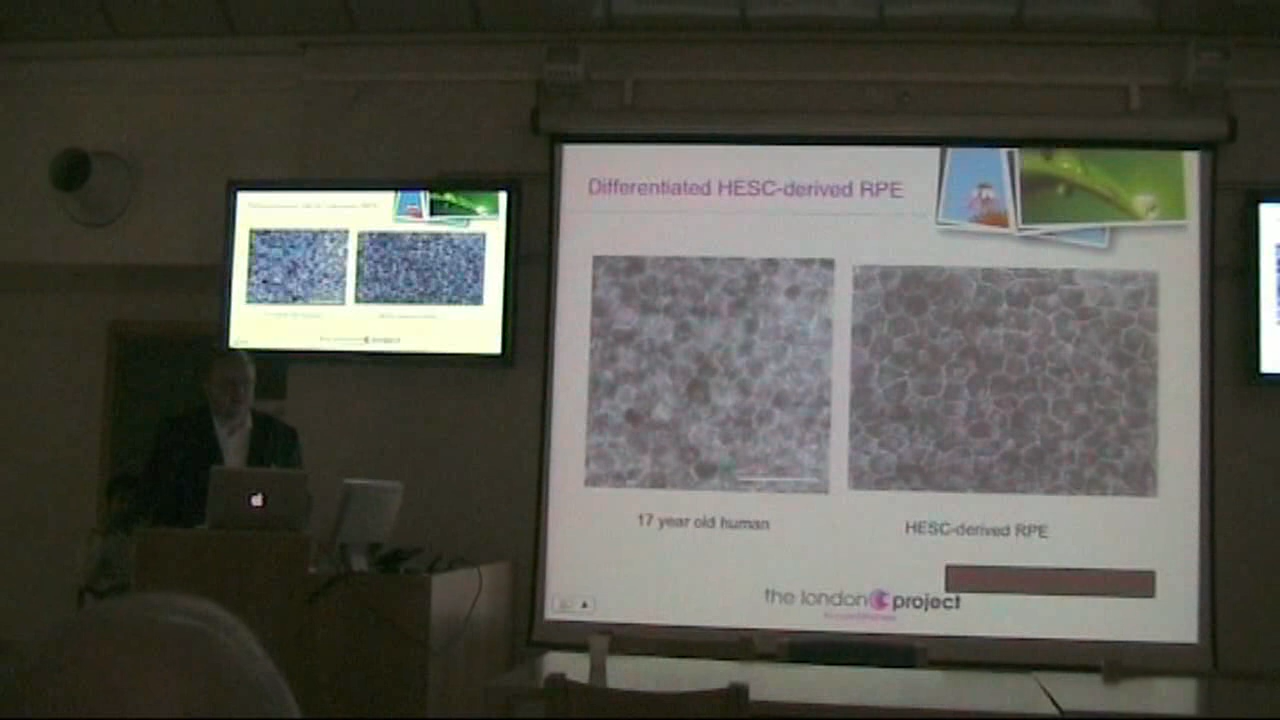 Differentiated HESC-derived RPE
17 year old human
HESC-derived RPE
the london project